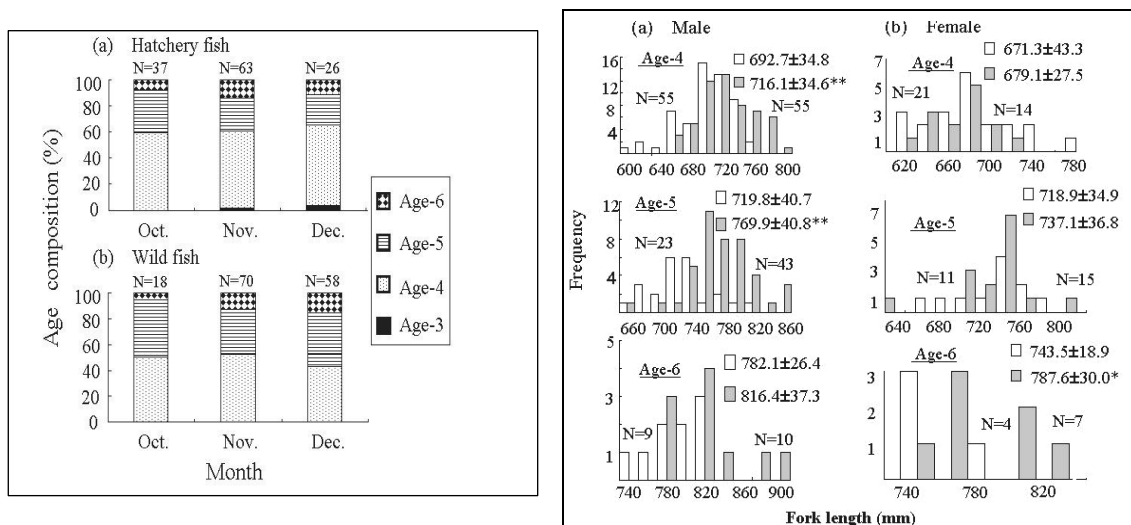 (a) Hatchery fish
N=37 N=63 N=26
100
80
60
40
20
0
Oct. Nov. Dec.
(b) Wild fish
N=18 N=70 N=58
100
80
60
40
20
0
Oct. Nov. Dec.
Month
Age composition (%)
Age-6
Age-5
Age-4
Age-3
(a) Male
Age-4
692.7±34.8
716.1±34.6**
N=55
N=55
16
12
8
4
600 640 680 720 760 800
Age-5
719.8±40.7
769.9±40.8**
N=23
N=43
12
8
4
1
660 700 740 780 820 860
Age-6
782.1±26.4
816.4±37.3
N=9
N=10
5
3
1
740 780 820 860 900
Frequency
(b) Female
671.3±43.3
Age-4
679.1±27.5
N=21
N=14
7
5
3
1
620 660 700 740 780
718.9±34.9
Age-5
737.1±36.8
N=11
N=15
7
5
3
1
640 680 720 760 800
Age-6
743.5±18.9
787.6±30.0*
N=4
N=7
3
2
1
740 780 820
Fork length (mm)